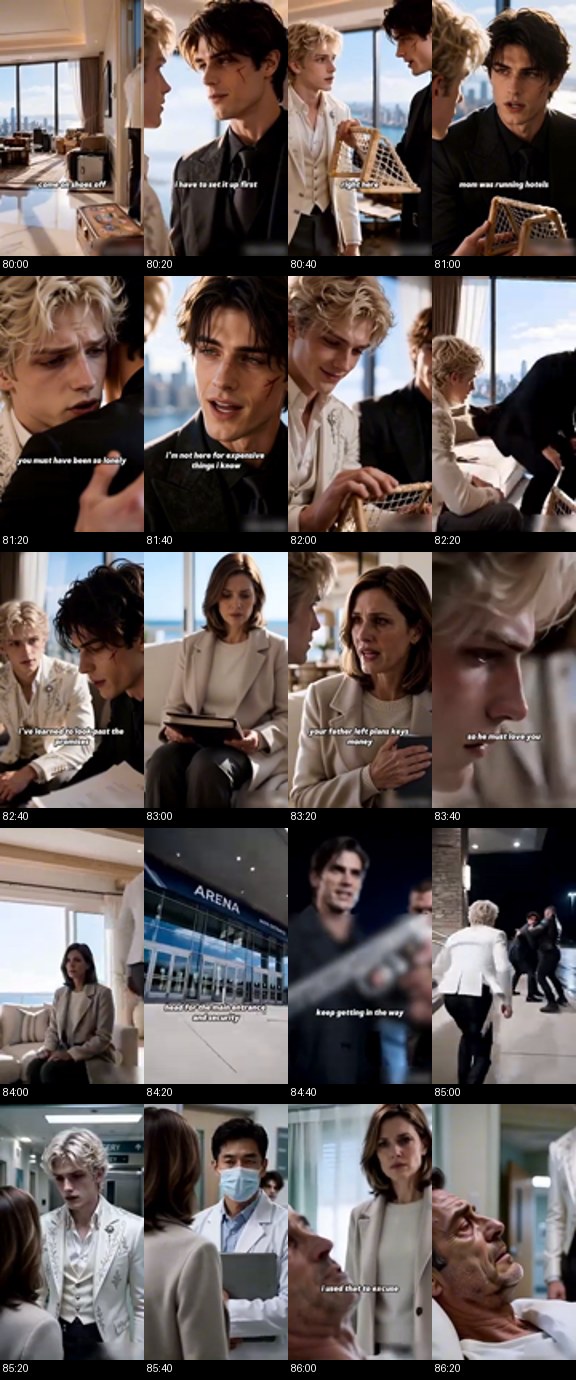 come on shoes off
i have to set it up first
right here
mom was running hotels
80:00
80:20
80:40
81:00
you must have been so lonely
i'm not here for expensive
things i know
81:20
81:40
82:00
82:20
i've learned to look past the
promises
your father left plans keys
money
so he must love you
82:40
83:00
83:20
83:40
ARENA
head for the main entrance
and security
keep getting in the way
84:00
84:20
84:40
85:00
i used that to excuse
85:20
85:40
86:00
86:20